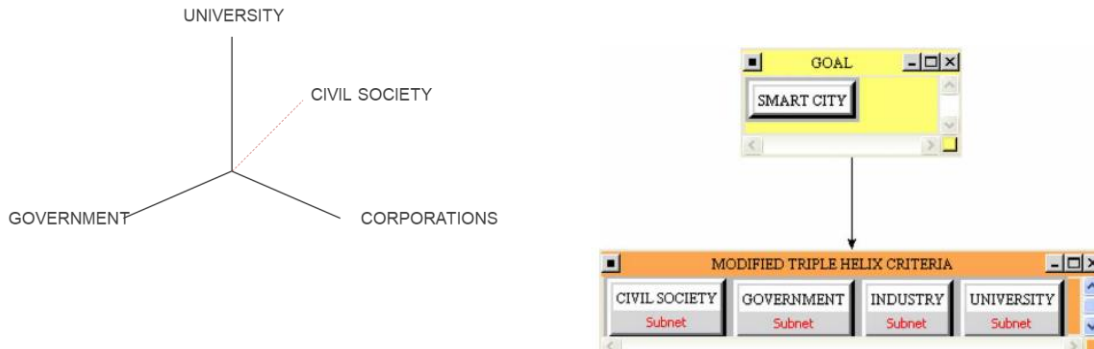 UNIVERSITY
CIVIL SOCIETY
GOVERNMENT
CORPORATIONS
GOAL
SMART CITY
MODIFIED TRIPLE HELIX CRITERIA
CIVIL SOCIETY GOVERNMENT INDUSTRY UNIVERSITY
Subnet Subnet Subnet Subnet